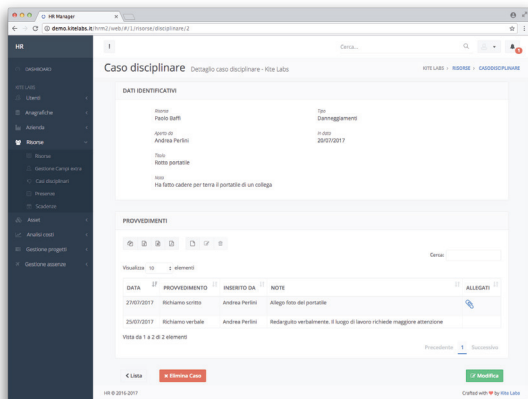 HR Manager
demo.kitelabs.it/hrm2/web/#/1/risorse/disciplinare/2
HR
Cerca...
DASHBOARD
KITE LABS
Utenti
Anagrafiche
Azienda
Risorse
Risorse
Gestione Campi extra
Casi disciplinari
Presenze
Scadenze
Asset
Analisi costi
Gestione progetti
Gestione assenze
Caso disciplinare Dettaglio caso disciplinare - Kite Labs
KITE LABS RISORSE CASODISCIPLINARE
DATI IDENTIFICATIVI
Risorsa
Paolo Baffi
Tipo
Danneggiamenti
Aperto da
Andrea Perlini
In data
20/07/2017
Titolo
Rotto portatile
Note
Ha fatto cadere per terra il portatile di un collega
PROVVEDIMENTI
Cerca:
Visualizza 10 elementi
DATA PROVVEDIMENTO INSERITO DA NOTE ALLEGATI
27/07/2017 Richiamo scritto Andrea Perlini Allego foto del portatile
25/07/2017 Richiamo verbale Andrea Perlini Redarguito verbalmente. Il luogo di lavoro richiede maggiore attenzione
Vista da 1 a 2 di 2 elementi
Precedente 1 Successivo
< Lista
× Elimina Caso
Modifica
HR © 2016-2017
Crafted with ♥ by Kite Labs